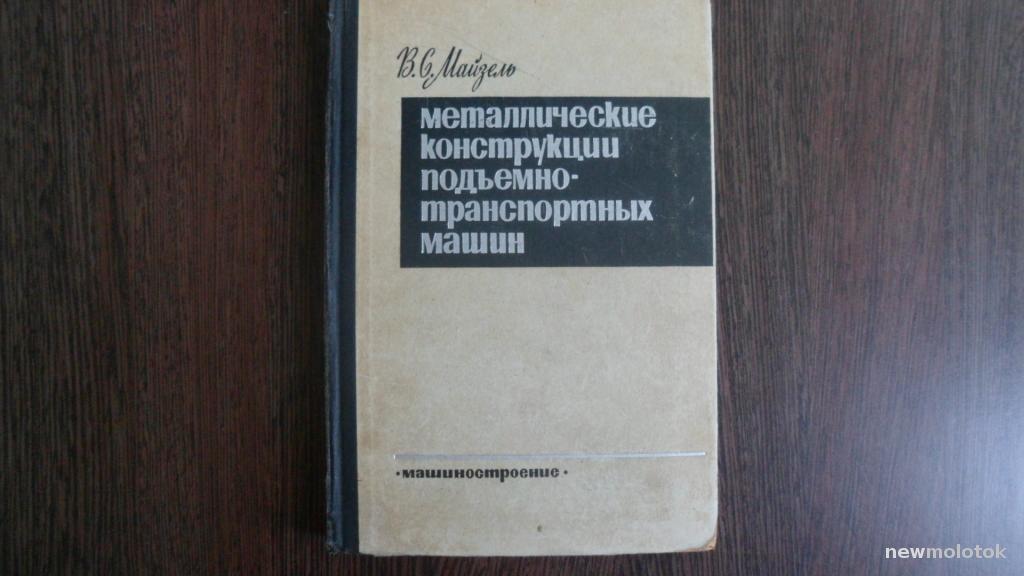 В. С. Майзель
металлические
конструкции
подъемно-
транспортных
машин
·машиностроение·
newmolotok